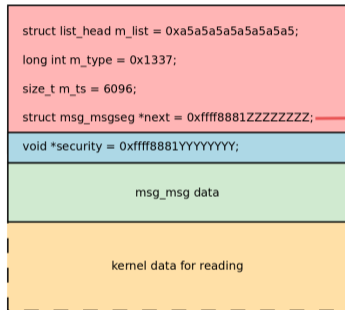 struct list_head m_list = 0xa5a5a5a5a5a5a5a5;
long int m_type = 0x1337;
size_t m_ts = 6096;
struct msg_msgseg *next = 0xffff8881ZZZZZZZZ;
void *security = 0xffff8881YYYYYYYY;
msg_msg data
kernel data for reading